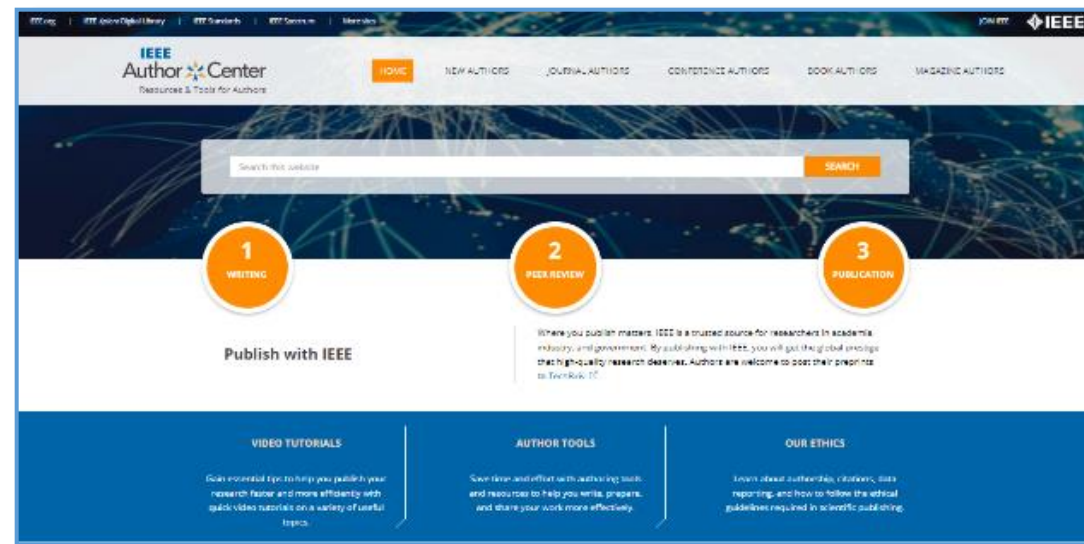 IEEE.org | IEEE Xplore Digital Library | IEEE Standards | IEEE Spectrum | More sites
JOIN IEEE
IEEE
IEEE
Author Center
Resources & Tools for Authors
HOME
NEW AUTHORS
JOURNAL AUTHORS
CONFERENCE AUTHORS
BOOK AUTHORS
MAGAZINE AUTHORS
Search this website
SEARCH
1
WRITING
2
PEER REVIEW
3
PUBLICATION
Publish with IEEE
Where you publish matters. IEEE is a trusted source for researchers in academia,
industry, and government. By publishing with IEEE, you will get the global prestige
that high-quality research deserves. Authors are welcome to post their preprints
to TechRxiv
VIDEO TUTORIALS
Gain essential tips to help you publish your
research faster and more efficiently with
quick video tutorials on a variety of useful
topics.
AUTHOR TOOLS
Save time and effort with authoring tools
and resources to help you write, prepare,
and share your work more effectively.
OUR ETHICS
Learn about authorship, citations, data
reporting, and how to follow the ethical
guidelines required in scientific publishing.